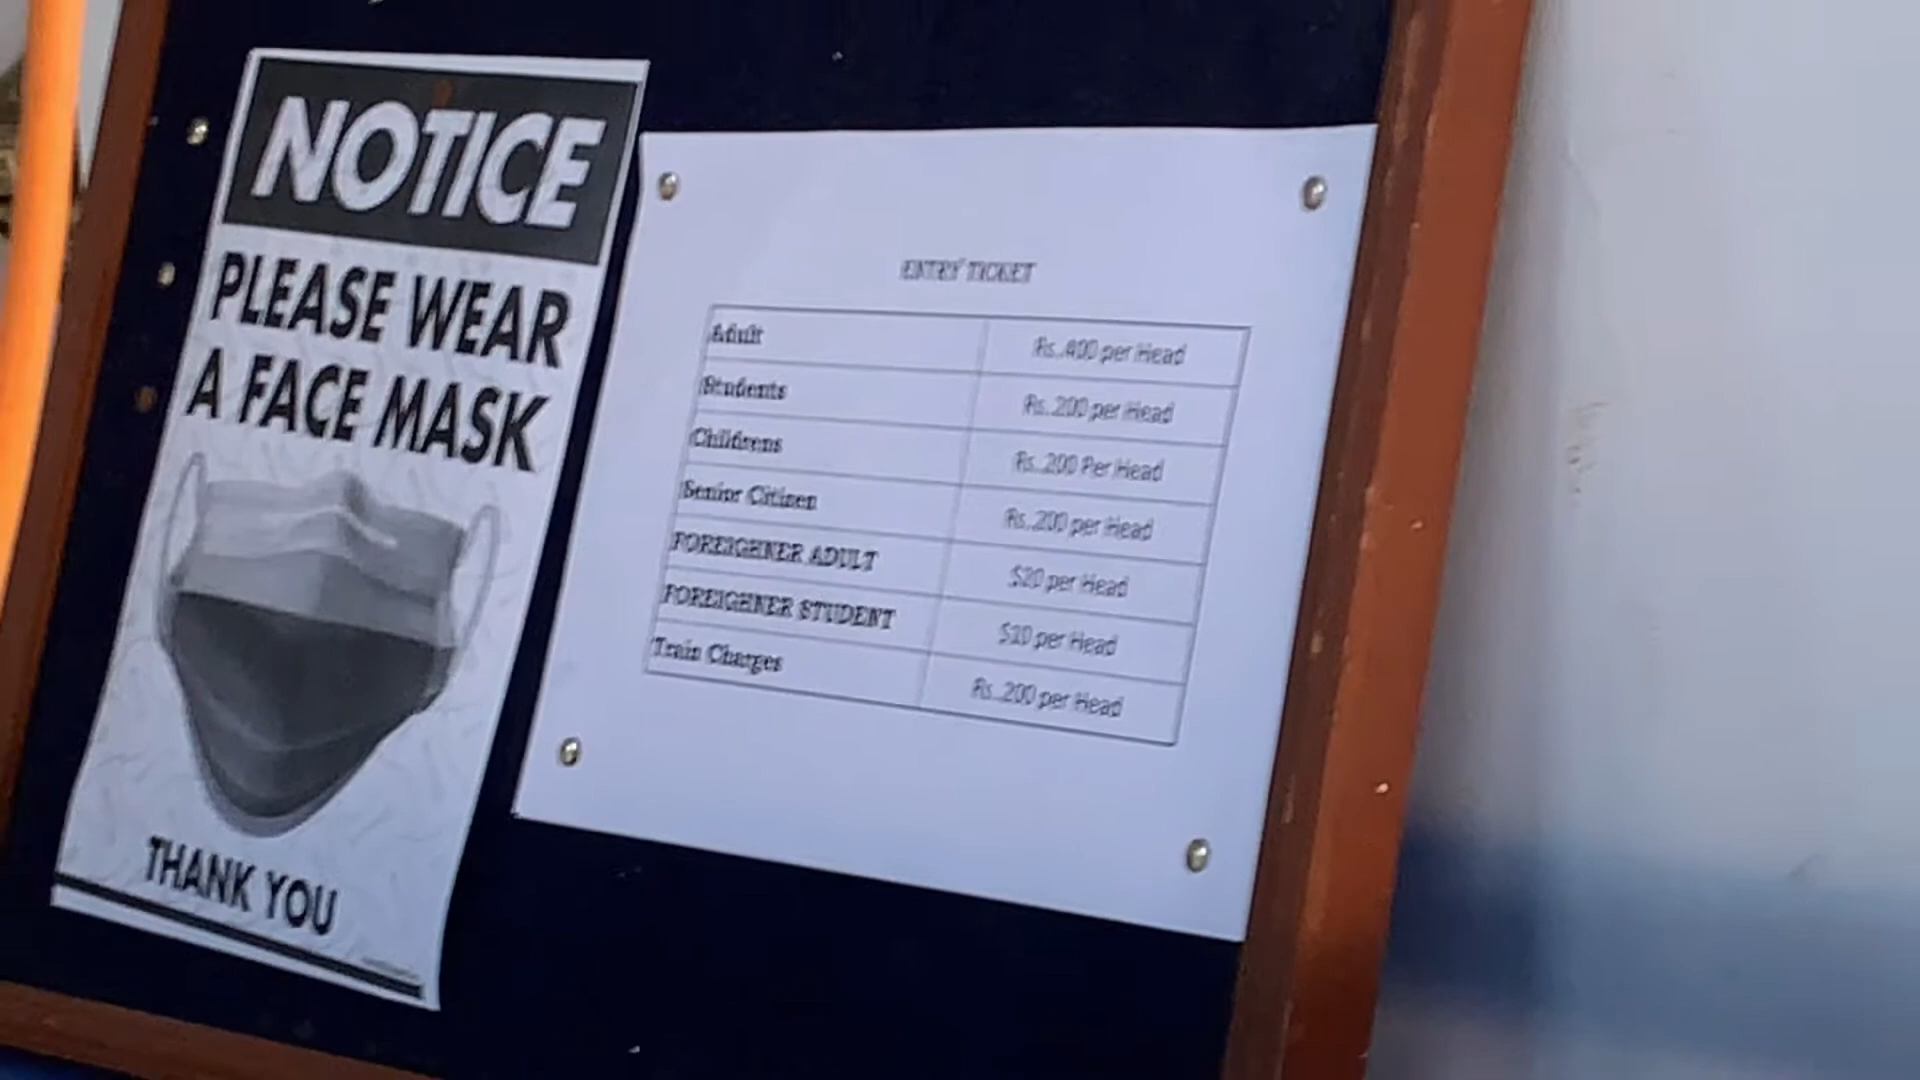 NOTICE
PLEASE WEAR
A FACE MASK
THANK YOU
ENTRY TICKET
Adult Rs. 400 per Head
Students Rs. 200 per Head
Childrens Rs. 200 Per Head
Senior Citizen Rs. 200 per Head
FOREIGHNER ADULT $20 per Head
FOREIGHNER STUDENT $10 per Head
Train Charges Rs. 200 per Head